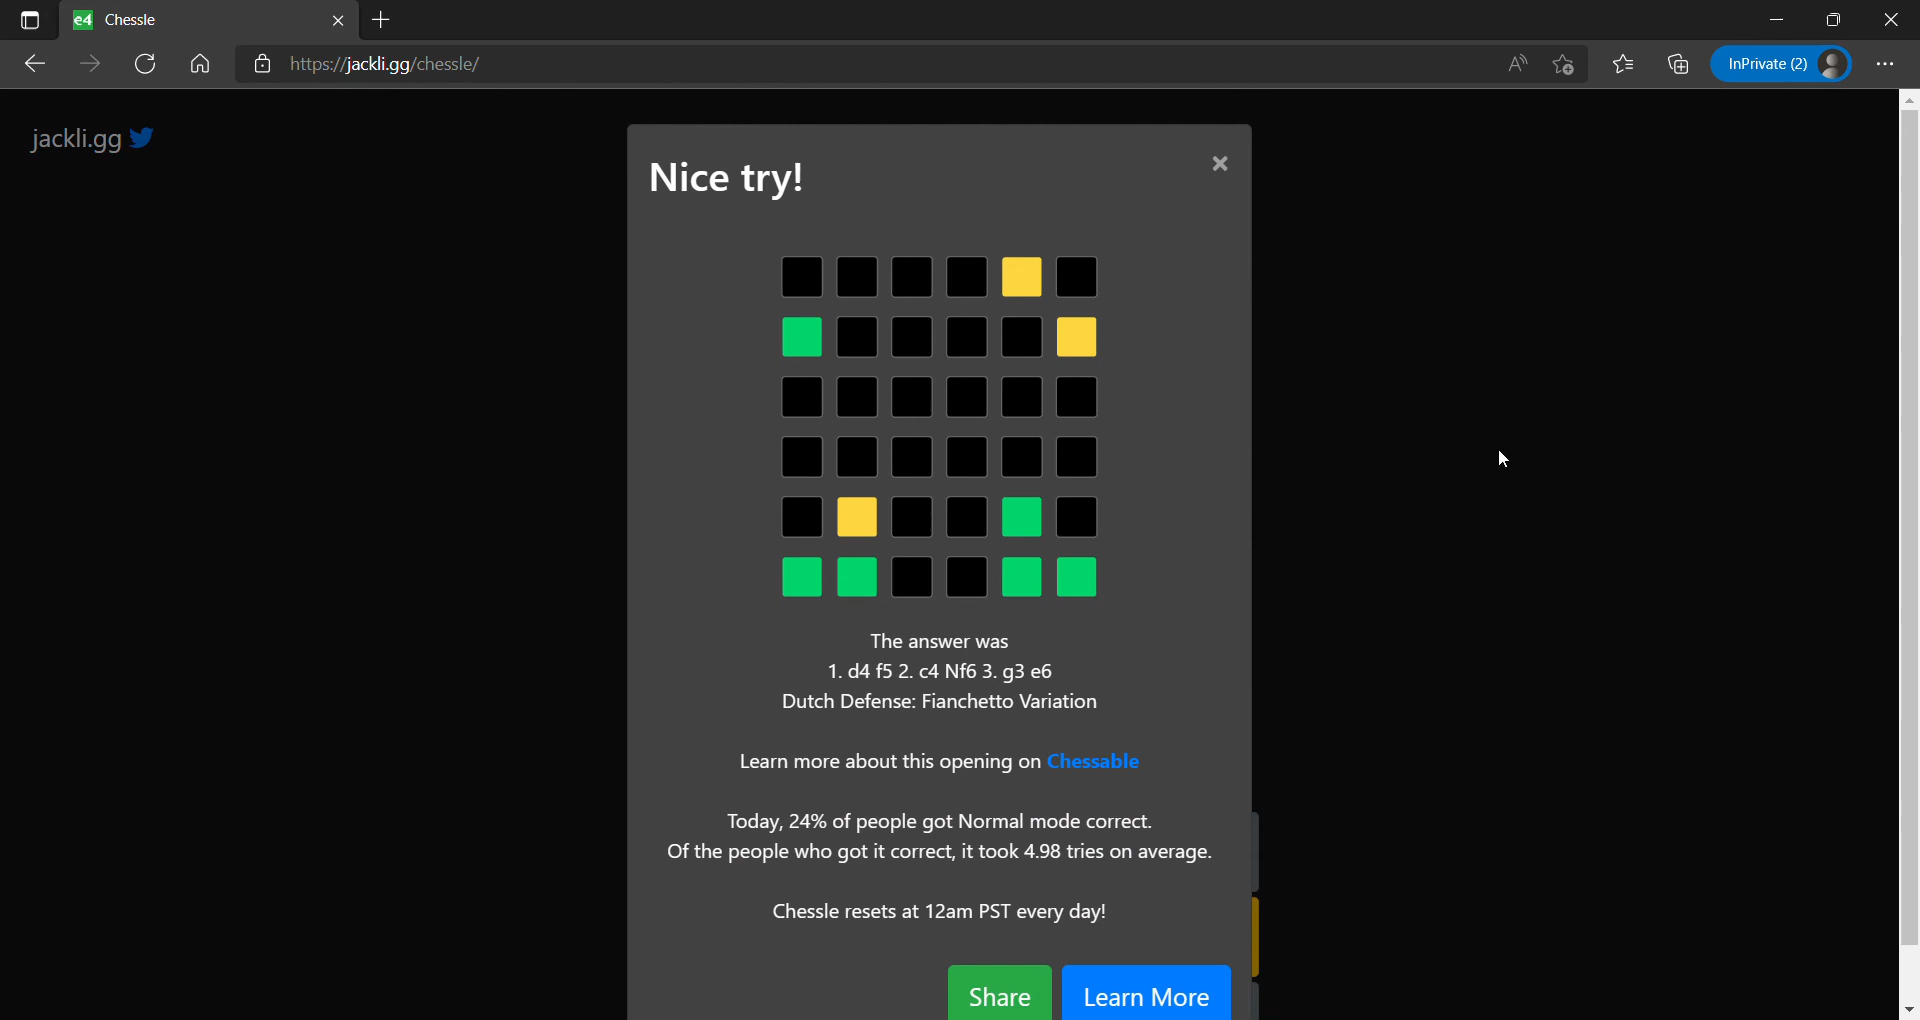 e4 Chessle
https://jackli.gg/chessle/
A
InPrivate (2)
jackli.gg
Nice try!
The answer was
1. d4 f5 2. c4 Nf6 3. g3 e6
Dutch Defense: Fianchetto Variation
Learn more about this opening on Chessable
Today, 24% of people got Normal mode correct.
Of the people who got it correct, it took 4.98 tries on average.
Chessle resets at 12am PST every day!
Share Learn More